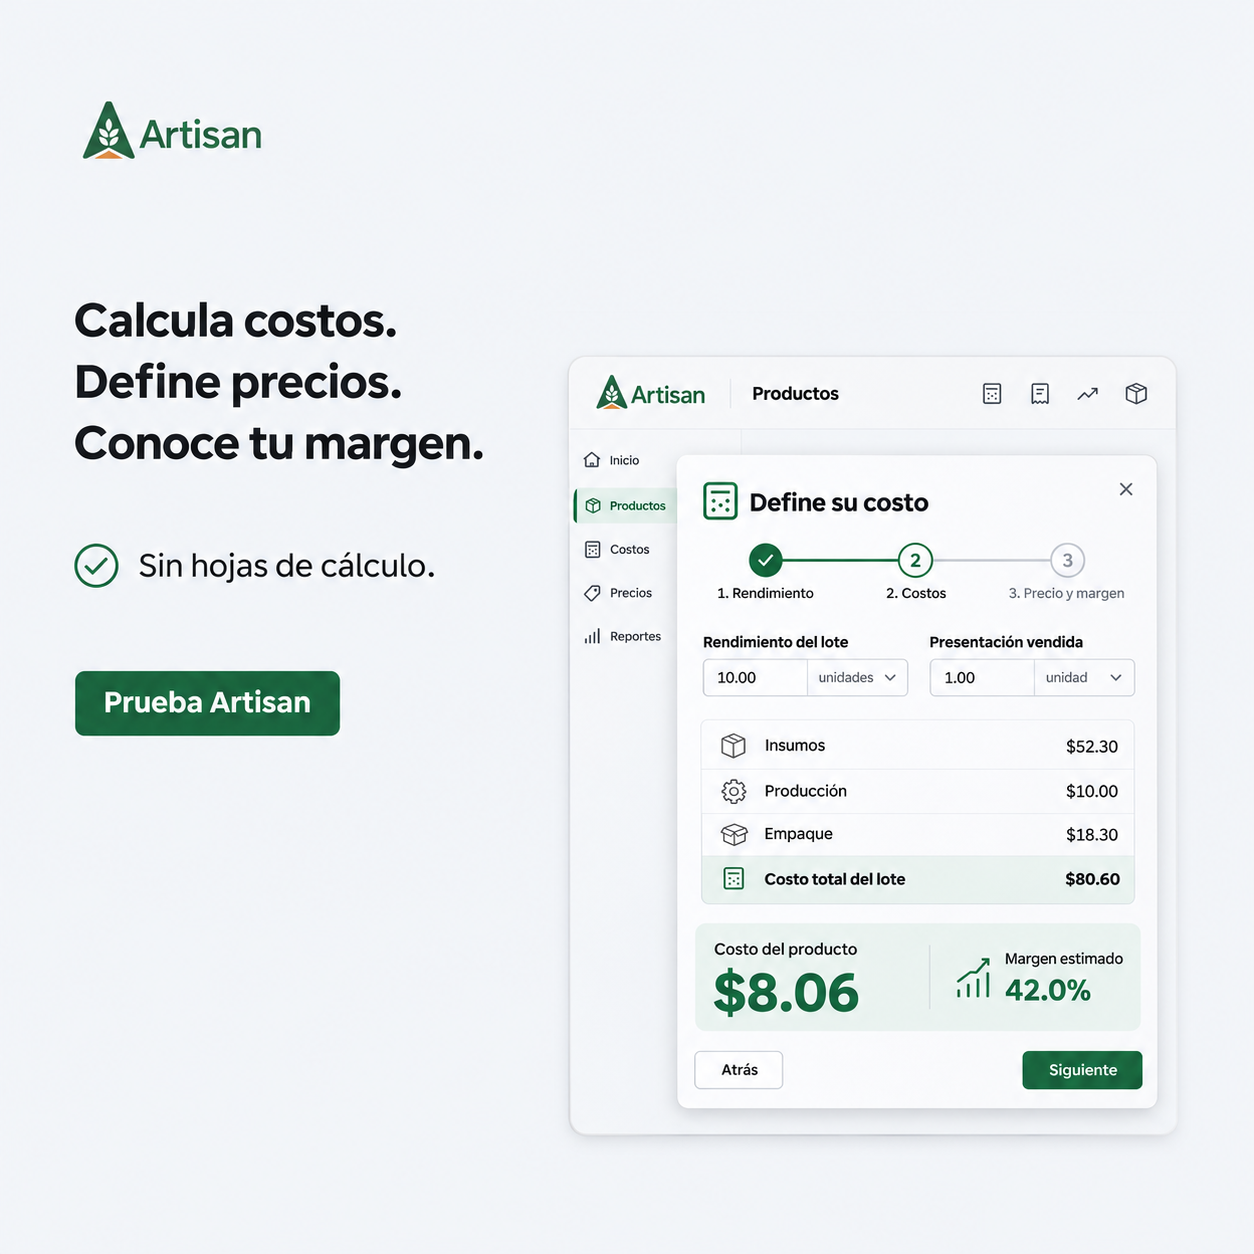 Artisan
Calcula costos.
Define precios.
Conoce tu margen.
Sin hojas de cálculo.
Prueba Artisan
Artisan
Productos
Inicio
Productos
Costos
Precios
Reportes
Define su costo
2
3
1. Rendimiento
2. Costos
3. Precio y margen
Rendimiento del lote
Presentación vendida
10.00
unidades
1.00
unidad
Insumos $52.30
Producción $10.00
Empaque $18.30
Costo total del lote $80.60
Costo del producto
$8.06
Margen estimado
42.0%
Atrás
Siguiente